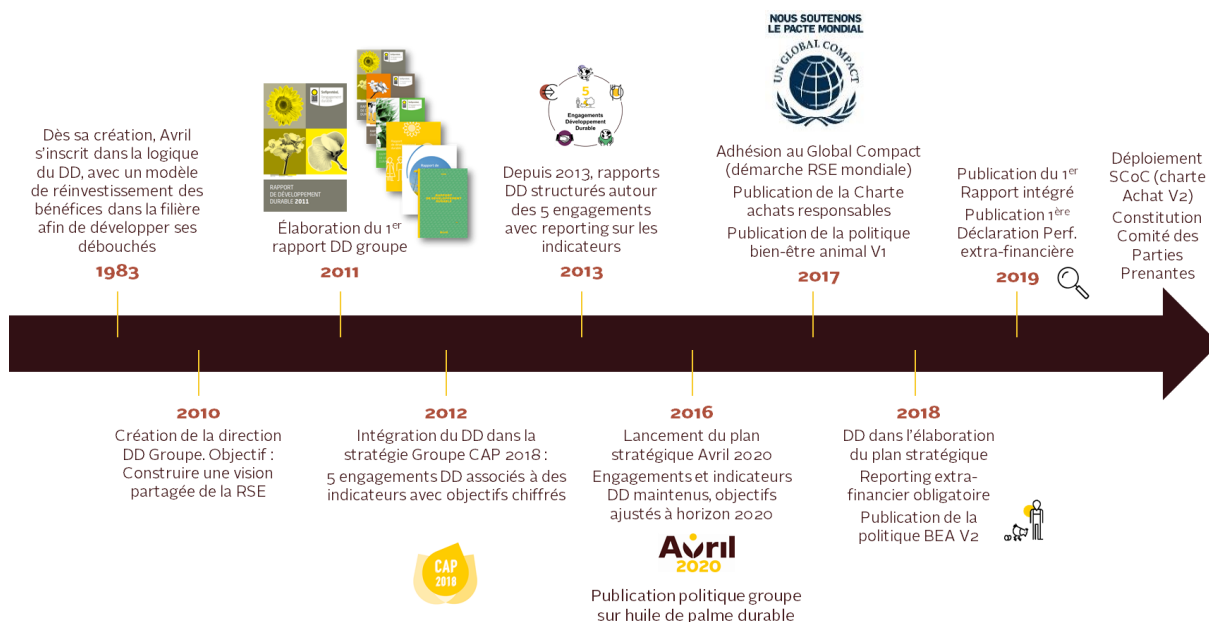 Dès sa création, Avril
s'inscrit dans la logique
du DD, avec un modèle
de réinvestissement des
bénéfices dans la filière
afin de développer ses
débouchés
1983
RAPPORT
DE DÉVELOPPEMENT
DURABLE 2011
Élaboration du 1er
rapport DD groupe
2011
5
Engagements
Développement
Durable
Depuis 2013, rapports
DD structurés autour
des 5 engagements
avec reporting sur les
indicateurs
2013
NOUS SOUTENONS
LE PACTE MONDIAL
UN GLOBAL COMPACT
Adhésion au Global Compact
(démarche RSE mondiale)
Publication de la Charte
achats responsables
Publication de la politique
bien-être animal V1
2017
Publication du 1er
Rapport intégré
Publication 1ère
Déclaration Perf.
extra-financière
2019
Déploiement
SCoC (charte
Achat V2)
Constitution
Comité des
Parties
Prenantes
2010
Création de la direction
DD Groupe. Objectif :
Construire une vision
partagée de la RSE
2012
Intégration du DD dans la
stratégie Groupe CAP 2018 :
5 engagements DD associés à des
indicateurs avec objectifs chiffrés
CAP
2018
2016
Lancement du plan
stratégique Avril 2020
Engagements et indicateurs
DD maintenus, objectifs
ajustés à horizon 2020
Avril
2020
Publication politique groupe
sur huile de palme durable
2018
DD dans l'élaboration
du plan stratégique
Reporting extra-
financier obligatoire
Publication de la
politique BEA V2